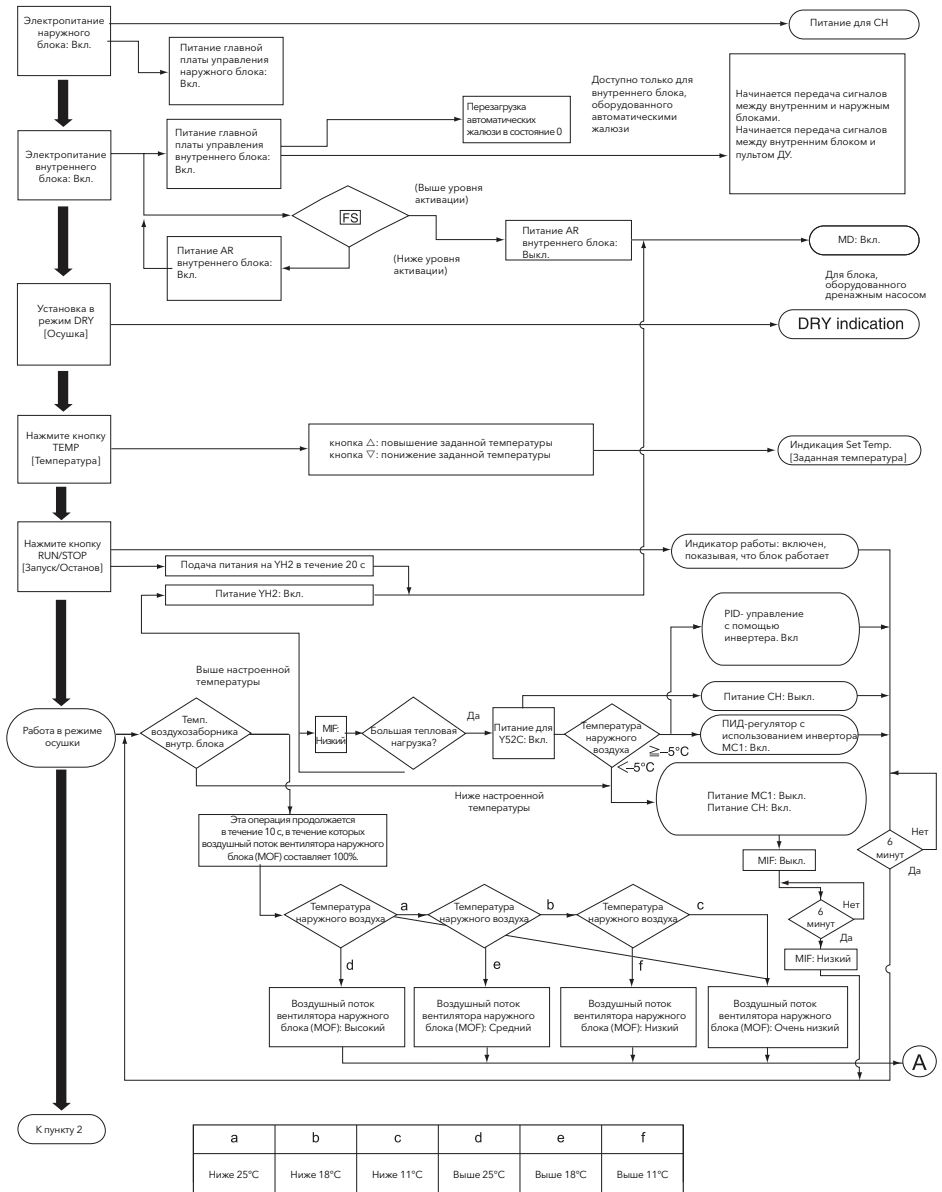 Электропитание
наружного
блока: Вкл.
Питание для CH
Питание главной
платы управления
наружного блока:
Вкл.
Электропитание
внутреннего
блока: Вкл.
Питание главной
платы управления
внутреннего блока:
Вкл.
Перезагрузка
автоматических
жалюзи в состояние 0
Доступно только для
внутреннего блока,
оборудованного
автоматическими
жалюзи
Начинается передача сигналов
между внутренним и наружным
блоками.
Начинается передача сигналов
между внутренним блоком и
пультом ДУ.
FS
(Выше уровня
активации)
(Ниже уровня
активации)
Питание AR
внутреннего блока:
Вкл.
Питание AR
внутреннего блока:
Выкл.
MD: Вкл.
Для блока,
оборудованного
дренажным насосом
Установка в
режим DRY
[Осушка]
DRY indication
Нажмите кнопку
TEMP
[Температура]
кнопка △: повышение заданной температуры
кнопка ▽: понижение заданной температуры
Индикация Set Temp.
[Заданная температура]
Нажмите кнопку
RUN/STOP
[Запуск/Останов]
Индикатор работы: включен,
показывая, что блок работает
Подача питания на YH2 в течение 20 с
Питание YH2: Вкл.
PID- управление
с помощью
инвертера. Вкл
Выше настроенной
температуры
Работа в режиме
осушки
Темп.
воздухозаборника
внутр. блока
MIF:
Низкий
Большая тепловая
нагрузка?
Да
Питание для
Y52C: Вкл.
Температура
наружного
воздуха
≧–5°C
<–5°C
Питание CH: Выкл.
ПИД-регулятор с
использованием инвертора
MC1: Вкл.
Ниже настроенной
температуры
Питание MC1: Выкл.
Питание CH: Вкл.
6
минут
Нет
Да
Эта операция продолжается
в течение 10 с, в течение которых
воздушный поток вентилятора наружного
блока (MOF) составляет 100%.
MIF: Выкл.
6
минут
Нет
Да
MIF: Низкий
Температура
наружного воздуха
a
Температура
наружного воздуха
b
Температура
наружного воздуха
c
d
e
f
Воздушный поток
вентилятора наружного
блока (MOF): Высокий
Воздушный поток
вентилятора наружного
блока (MOF): Средний
Воздушный поток
вентилятора наружного
блока (MOF): Низкий
Воздушный поток
вентилятора наружного
блока (MOF): Очень низкий
A
К пункту 2
a b c d e f
Ниже 25°C Ниже 18°C Ниже 11°C Выше 25°C Выше 18°C Выше 11°C